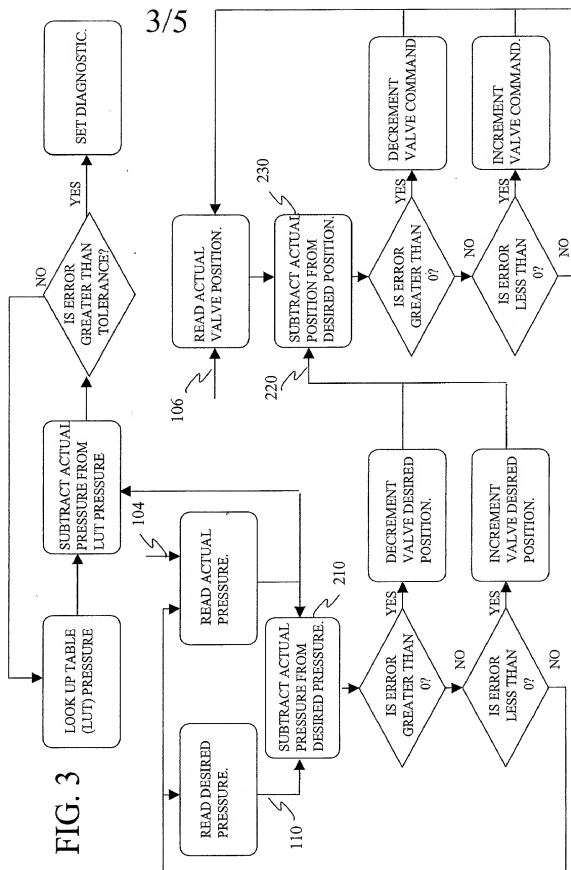 3/5
FIG. 3
LOOK UP TABLE
(LUT) PRESSURE
SUBTRACT ACTUAL
PRESSURE FROM
LUT PRESSURE
IS ERROR
GREATER THAN
TOLERANCE?
NO
YES
SET DIAGNOSTIC.
READ DESIRED
PRESSURE.
110
READ ACTUAL
PRESSURE.
104
SUBTRACT ACTUAL
PRESSURE FROM
DESIRED PRESSURE.
210
IS ERROR
GREATER THAN
0?
YES
DECREMENT
VALVE DESIRED
POSITION.
NO
IS ERROR
LESS THAN
0?
YES
INCREMENT
VALVE DESIRED
POSITION.
NO
106
READ ACTUAL
VALVE POSITION.
220
SUBTRACT ACTUAL
POSITION FROM
DESIRED POSITION.
230
IS ERROR
GREATER THAN
0?
YES
DECREMENT
VALVE COMMAND.
NO
IS ERROR
LESS THAN
0?
YES
INCREMENT
VALVE COMMAND.
NO